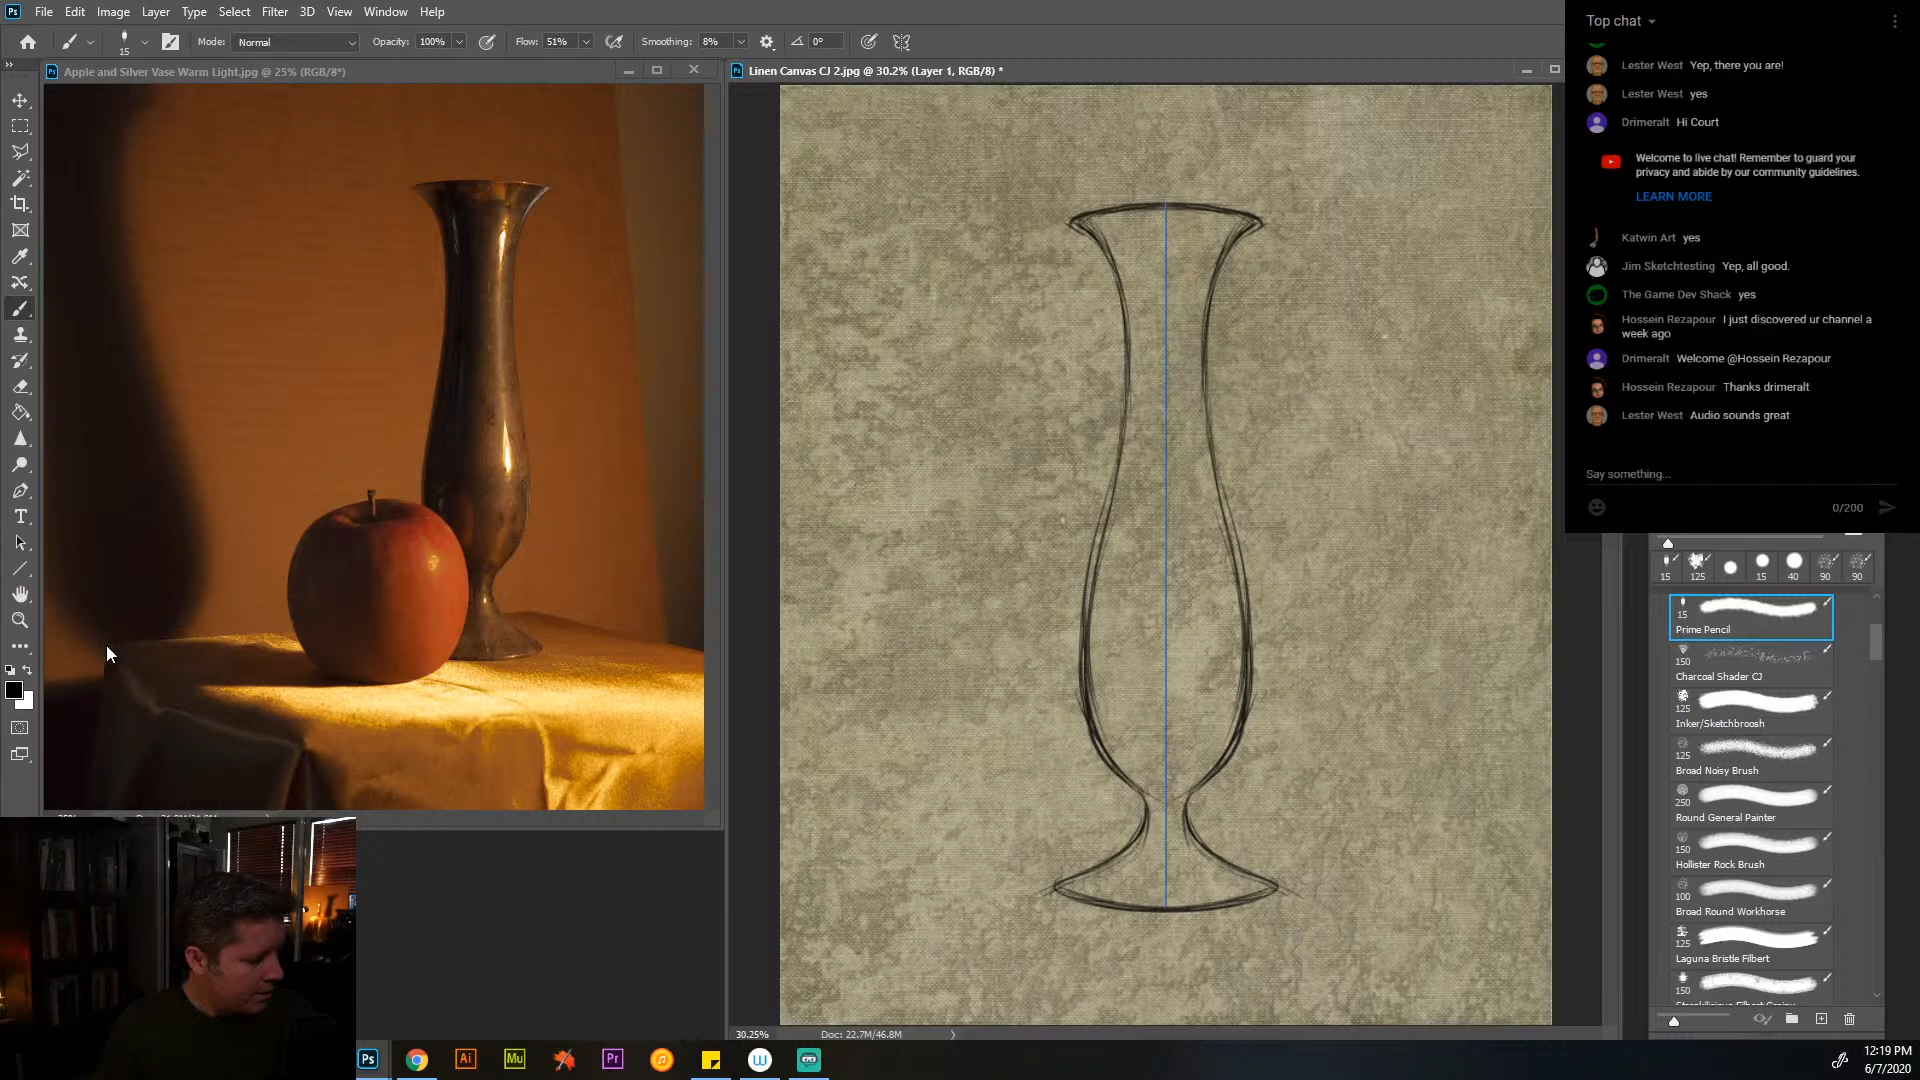 Ps File Edit Image Layer Type Select Filter 3D View Window Help
15 Mode: Normal Opacity: 100% Flow: 51% Smoothing: 8% 0°
Ps Apple and Silver Vase Warm Light.jpg @ 25% (RGB/8*)
Ps Linen Canvas CJ 2.jpg @ 30.2% (Layer 1, RGB/8) *
30.25% Doc: 22.7M/46.8M
Top chat
Lester West Yep, there you are!
Lester West yes
Drimeralt Hi Court
Welcome to live chat! Remember to guard your
privacy and abide by our community guidelines.
LEARN MORE
Katwin Art yes
Jim Sketchtesting Yep, all good.
The Game Dev Shack yes
Hossein Rezapour I just discovered ur channel a
week ago
Drimeralt Welcome @Hossein Rezapour
Hossein Rezapour Thanks drimeralt
Lester West Audio sounds great
Say something...
0/200
15 125 15 40 90 90
15
Prime Pencil
150
Charcoal Shader CJ
125
Inker/Sketchbroosh
125
Broad Noisy Brush
250
Round General Painter
150
Hollister Rock Brush
100
Broad Round Workhorse
125
Laguna Bristle Filbert
150
Ps Ai Mu Pr
12:19 PM
6/7/2020